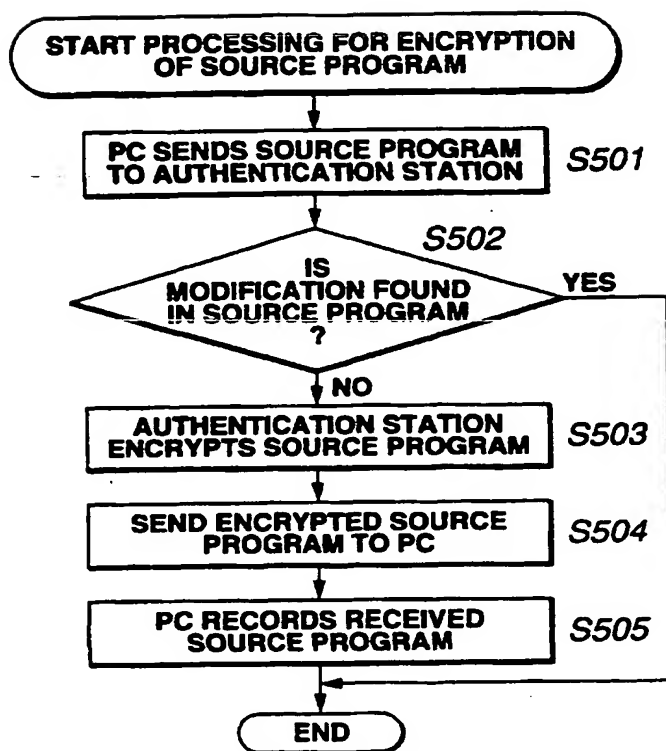 START PROCESSING FOR ENCRYPTION
OF SOURCE PROGRAM
PC SENDS SOURCE PROGRAM
TO AUTHENTICATION STATION
S501
S502
IS
MODIFICATION FOUND
IN SOURCE PROGRAM
?
YES
NO
AUTHENTICATION STATION
ENCRYPTS SOURCE PROGRAM
S503
SEND ENCRYPTED SOURCE
PROGRAM TO PC
S504
PC RECORDS RECEIVED
SOURCE PROGRAM
S505
END